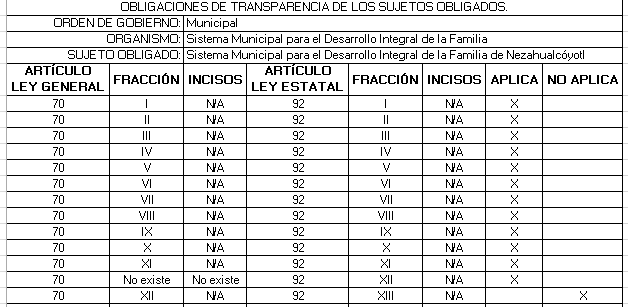 OBLIGACIONES DE TRANSPARENCIA DE LOS SUJETOS OBLIGADOS.
ORDEN DE GOBIERNO: Municipal
ORGANISMO: Sistema Municipal para el Desarrollo Integral de la Familia
SUJETO OBLIGADO: Sistema Municipal para el Desarrollo Integral de la Familia de Nezahualcóyotl
ARTÍCULO LEY GENERAL FRACCIÓN INCISOS ARTÍCULO LEY ESTATAL FRACCIÓN INCISOS APLICA NO APLICA
70 I N/A 92 I N/A X
70 II N/A 92 II N/A X
70 III N/A 92 III N/A X
70 IV N/A 92 IV N/A X
70 V N/A 92 V N/A X
70 VI N/A 92 VI N/A X
70 VII N/A 92 VII N/A X
70 VIII N/A 92 VIII N/A X
70 IX N/A 92 IX N/A X
70 X N/A 92 X N/A X
70 XI N/A 92 XI N/A X
70 No existe No existe 92 XII N/A X
70 XII N/A 92 XIII N/A X